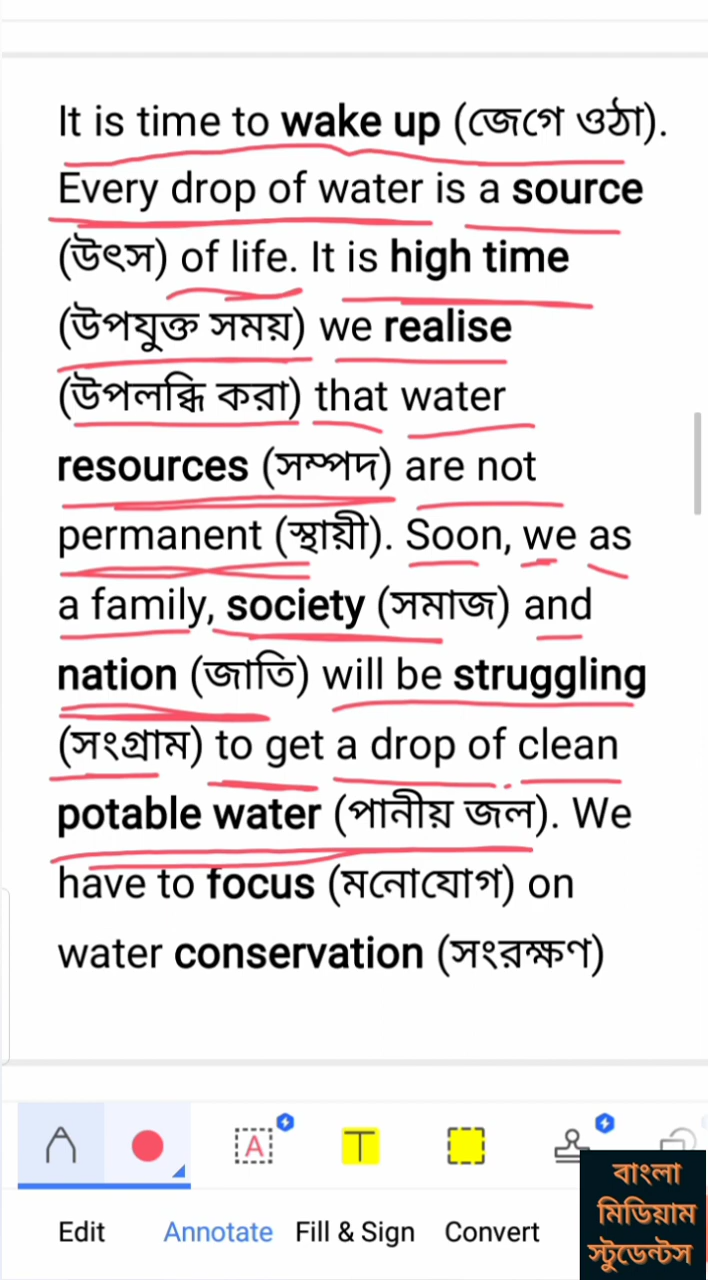 It is time to wake up (জেগে ওঠা).
Every drop of water is a source
(উৎস) of life. It is high time
(উপযুক্ত সময়) we realise
(উপলব্ধি করা) that water
resources (সম্পদ) are not
permanent (স্থায়ী). Soon, we as
a family, society (সমাজ) and
nation (জাতি) will be struggling
(সংগ্রাম) to get a drop of clean
potable water (পানীয় জল). We
have to focus (মনোযোগ) on
water conservation (সংরক্ষণ)
A T
Edit Annotate Fill & Sign Convert
বাংলা
মিডিয়াম
স্টুডেন্টস